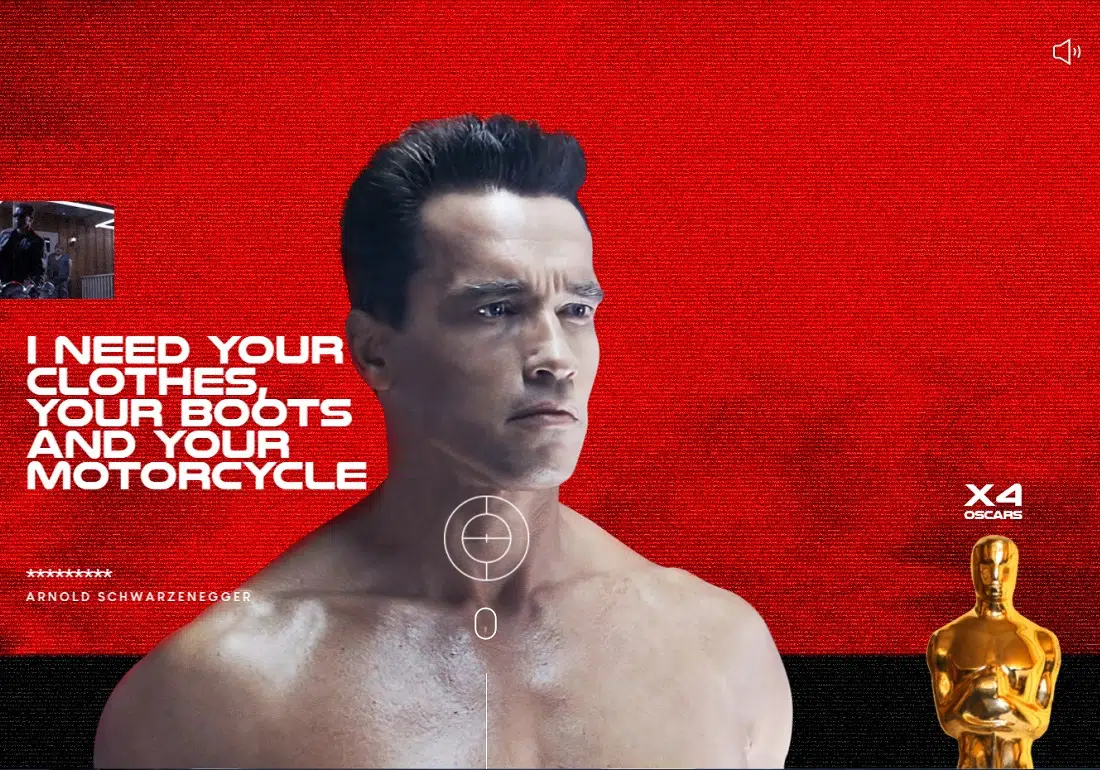 I NEED YOUR
CLOTHES,
YOUR BOOTS
AND YOUR
MOTORCYCLE
*********
ARNOLD SCHWARZENEGGER
X4
OSCARS